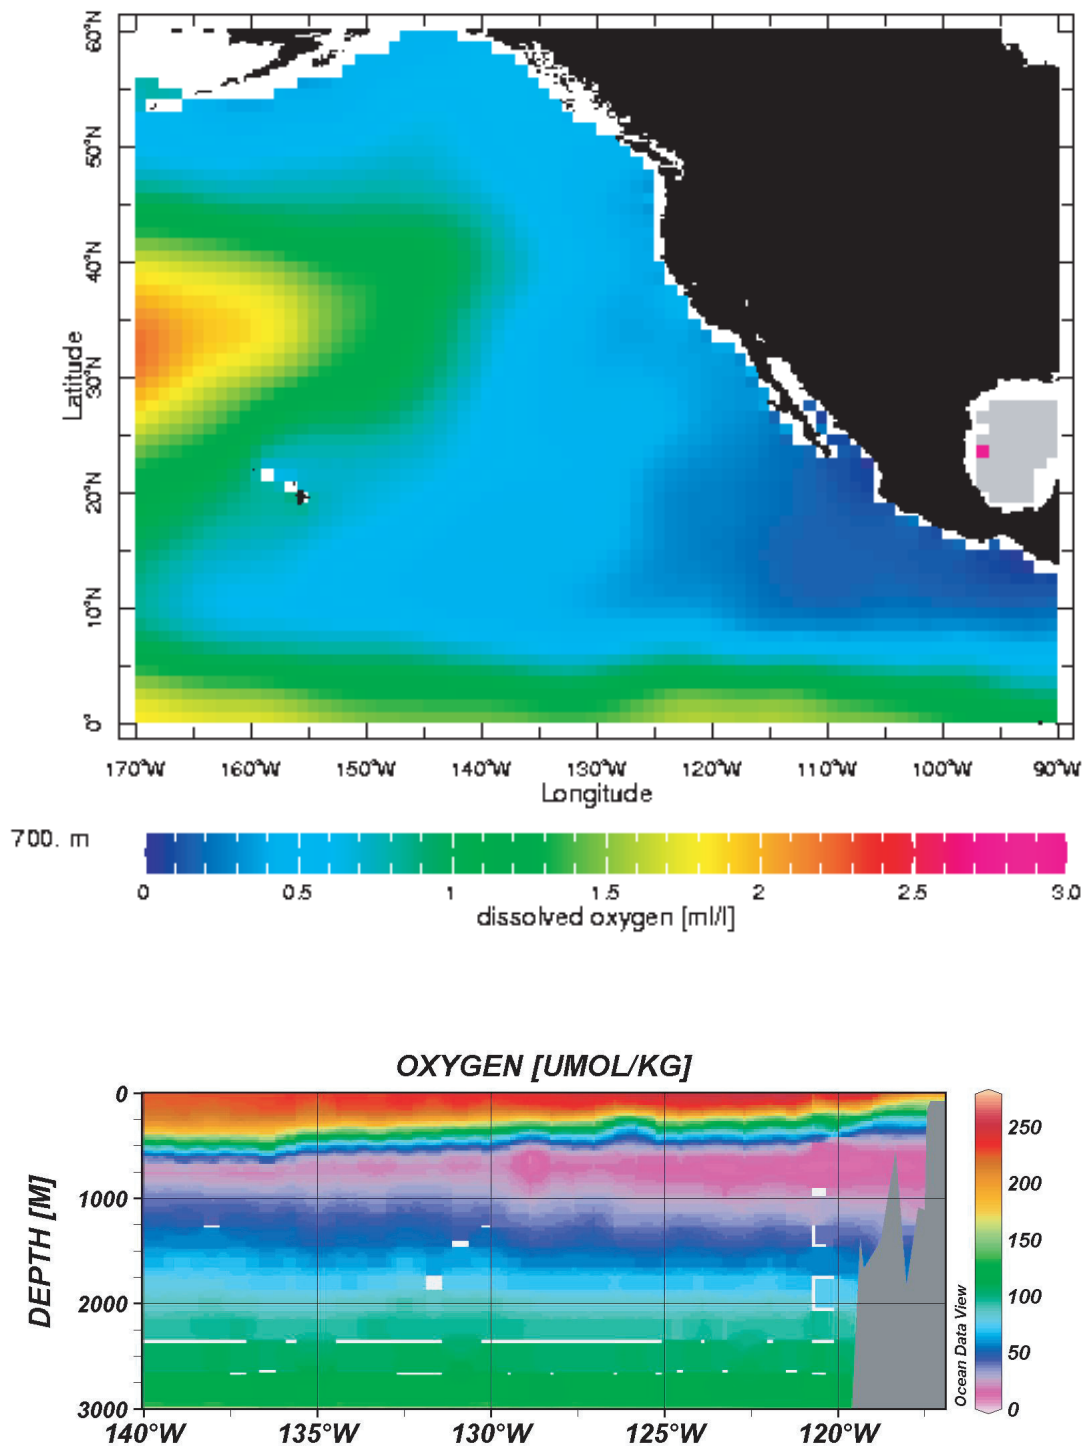 60°N
50°N
40°N
30°N
20°N
10°N
0°
Latitude
170°W 160°W 150°W 140°W 130°W 120°W 110°W 100°W 90°W
Longitude
700. m
0 0.5 1 1.5 2 2.5 3.0
dissolved oxygen [ml/l]
OXYGEN [UMOL/KG]
0
1000
2000
3000
DEPTH [M]
140°W 135°W 130°W 125°W 120°W
Ocean Data View
250
200
150
100
50
0